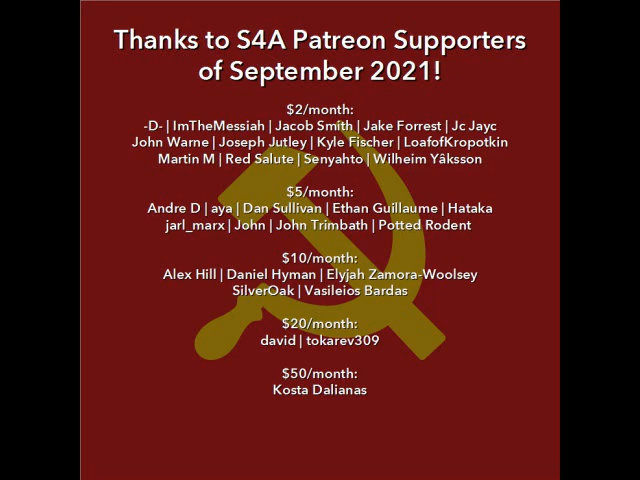 Thanks to S4A Patreon Supporters
of September 2021!
$2/month:
-D- | ImTheMessiah | Jacob Smith | Jake Forrest | Jc Jayc
John Warne | Joseph Jutley | Kyle Fischer | LoafofKropotkin
Martin M | Red Salute | Senyahto | Wilheim Yâksson
$5/month:
Andre D | aya | Dan Sullivan | Ethan Guillaume | Hataka
jarl_marx | John | John Trimbath | Potted Rodent
$10/month:
Alex Hill | Daniel Hyman | Elyjah Zamora-Woolsey
SilverOak | Vasileios Bardas
$20/month:
david | tokarev309
$50/month:
Kosta Dalianas